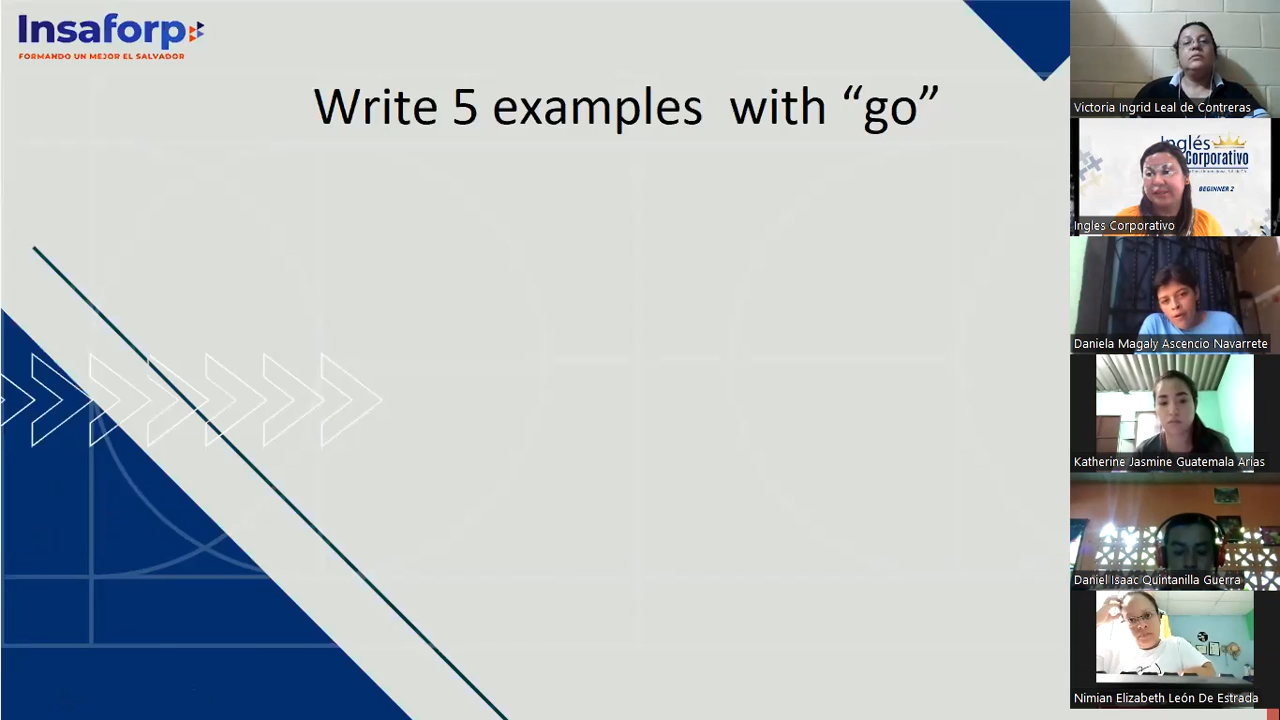 Insaforp
FORMANDO UN MEJOR EL SALVADOR
Write 5 examples with “go”
Victoria Ingrid Leal de Contreras
Inglés
Corporativo
BEGINNER 2
Ingles Corporativo
Daniela Magaly Ascencio Navarrete
Katherine Jasmine Guatemala Arias
Daniel Isaac Quintanilla Guerra
Nimian Elizabeth León De Estrada